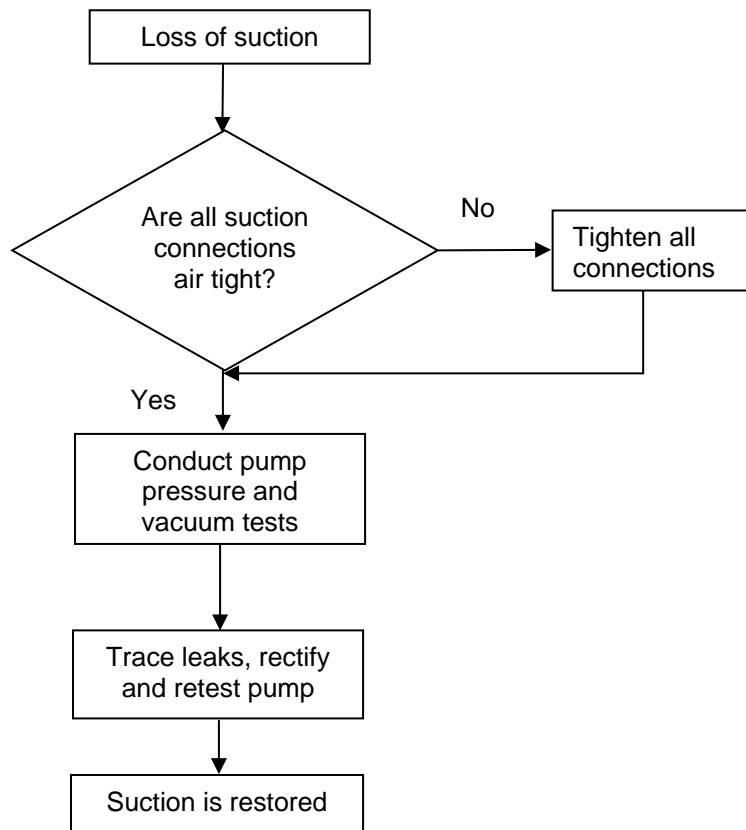 Loss of suction
Are all suction
connections
air tight?
No
Tighten all
connections
Yes
Conduct pump
pressure and
vacuum tests
Trace leaks, rectify
and retest pump
Suction is restored